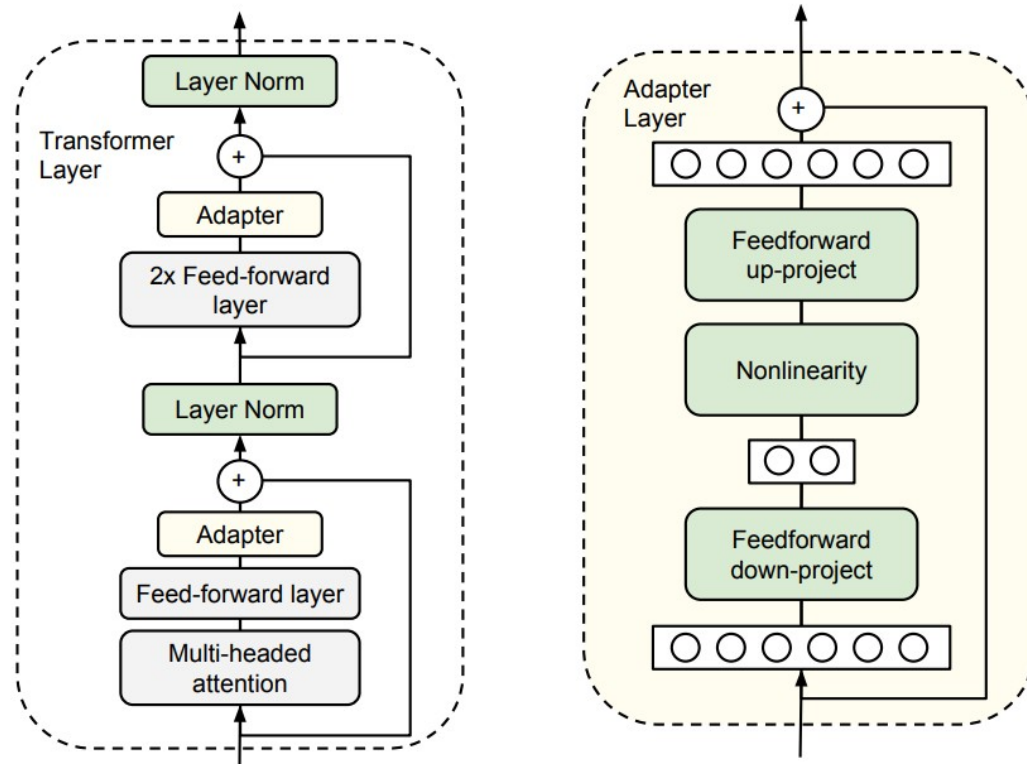 Layer Norm
Transformer
Layer
+
Adapter
2x Feed-forward
layer
Layer Norm
+
Adapter
Feed-forward layer
Multi-headed
attention
Adapter
Layer
+
Feedforward
up-project
Nonlinearity
Feedforward
down-project